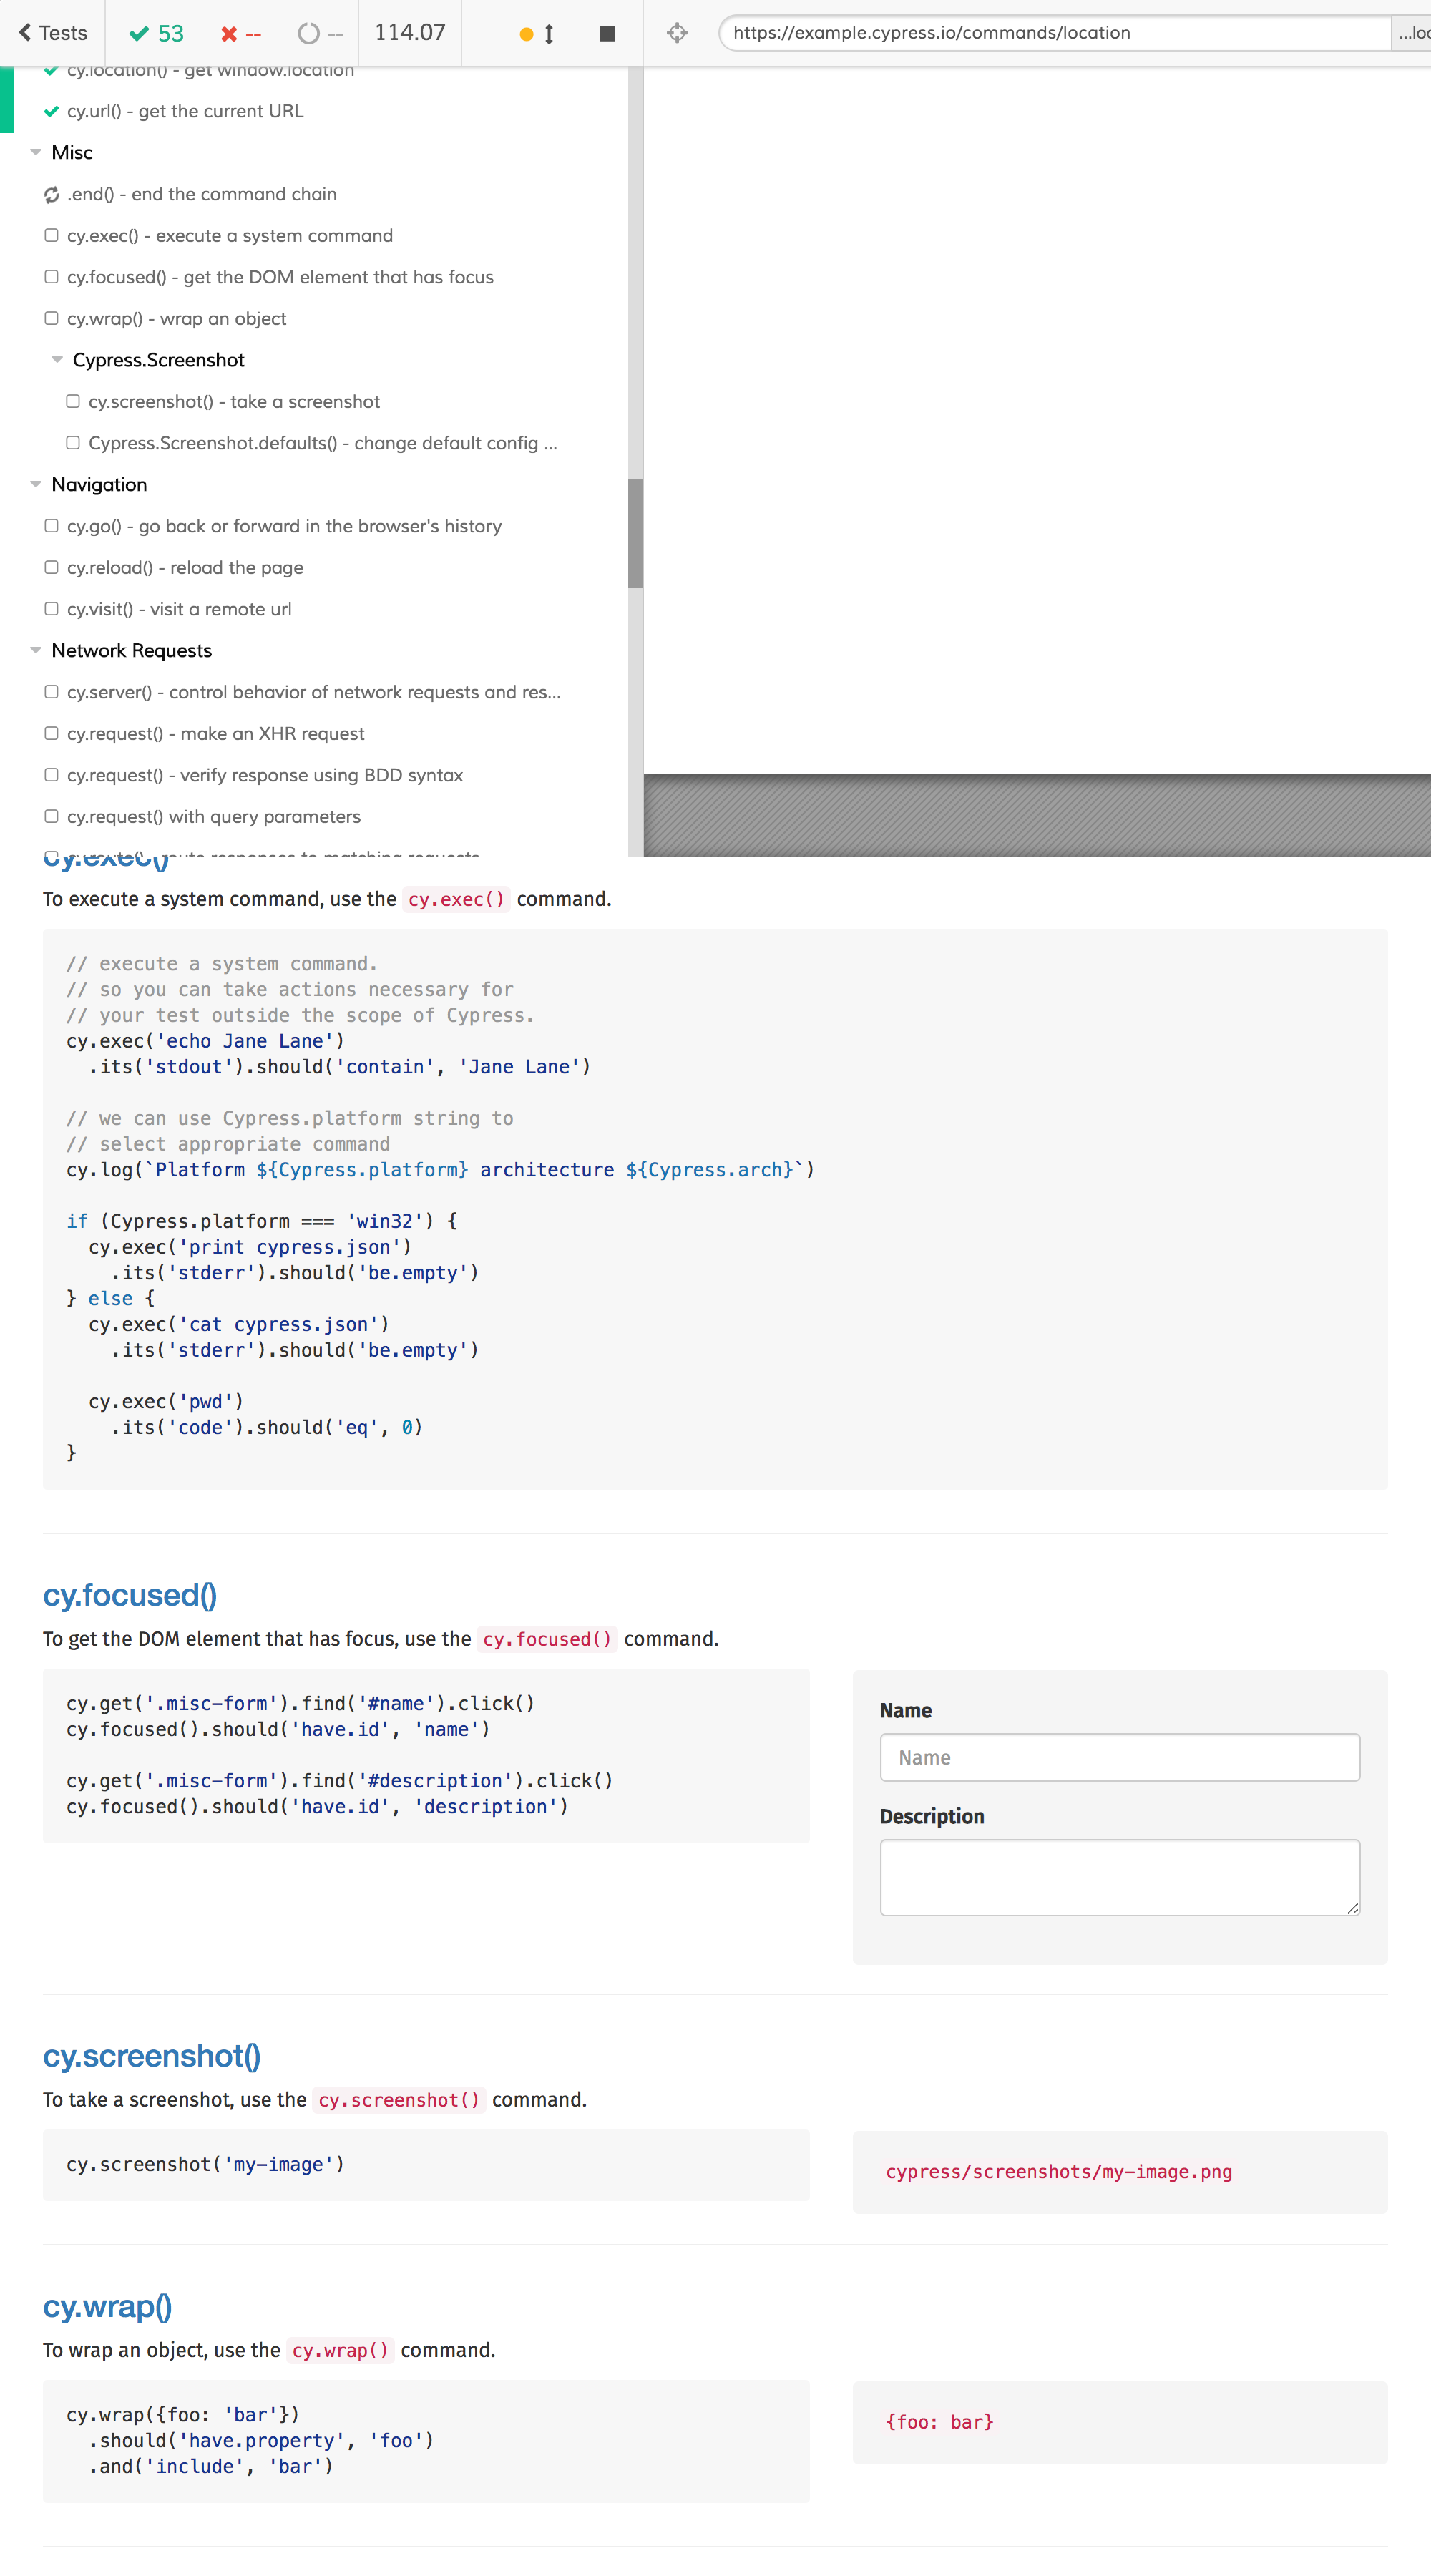 Tests 53 -- -- 114.07 https://example.cypress.io/commands/location ...loc
cy.location() - get window.location
cy.url() - get the current URL
Misc
.end() - end the command chain
cy.exec() - execute a system command
cy.focused() - get the DOM element that has focus
cy.wrap() - wrap an object
Cypress.Screenshot
cy.screenshot() - take a screenshot
Cypress.Screenshot.defaults() - change default config ...
Navigation
cy.go() - go back or forward in the browser's history
cy.reload() - reload the page
cy.visit() - visit a remote url
Network Requests
cy.server() - control behavior of network requests and res...
cy.request() - make an XHR request
cy.request() - verify response using BDD syntax
cy.request() with query parameters
cy.route() - route responses to matching requests
cy.exec()
To execute a system command, use the cy.exec() command.
// execute a system command.
// so you can take actions necessary for
// your test outside the scope of Cypress.
cy.exec('echo Jane Lane')
.its('stdout').should('contain', 'Jane Lane')
// we can use Cypress.platform string to
// select appropriate command
cy.log(`Platform ${Cypress.platform} architecture ${Cypress.arch}`)
if (Cypress.platform === 'win32') {
cy.exec('print cypress.json')
.its('stderr').should('be.empty')
} else {
cy.exec('cat cypress.json')
.its('stderr').should('be.empty')
cy.exec('pwd')
.its('code').should('eq', 0)
}
cy.focused()
To get the DOM element that has focus, use the cy.focused() command.
cy.get('.misc-form').find('#name').click()
cy.focused().should('have.id', 'name')
cy.get('.misc-form').find('#description').click()
cy.focused().should('have.id', 'description')
Name
Name
Description
cy.screenshot()
To take a screenshot, use the cy.screenshot() command.
cy.screenshot('my-image')
cypress/screenshots/my-image.png
cy.wrap()
To wrap an object, use the cy.wrap() command.
cy.wrap({foo: 'bar'})
.should('have.property', 'foo')
.and('include', 'bar')
{foo: bar}